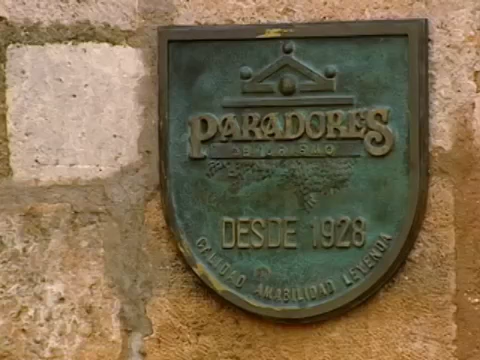 PARADORES
DE TURISMO
DESDE 1928
CALIDAD AMABILIDAD LEYENDA